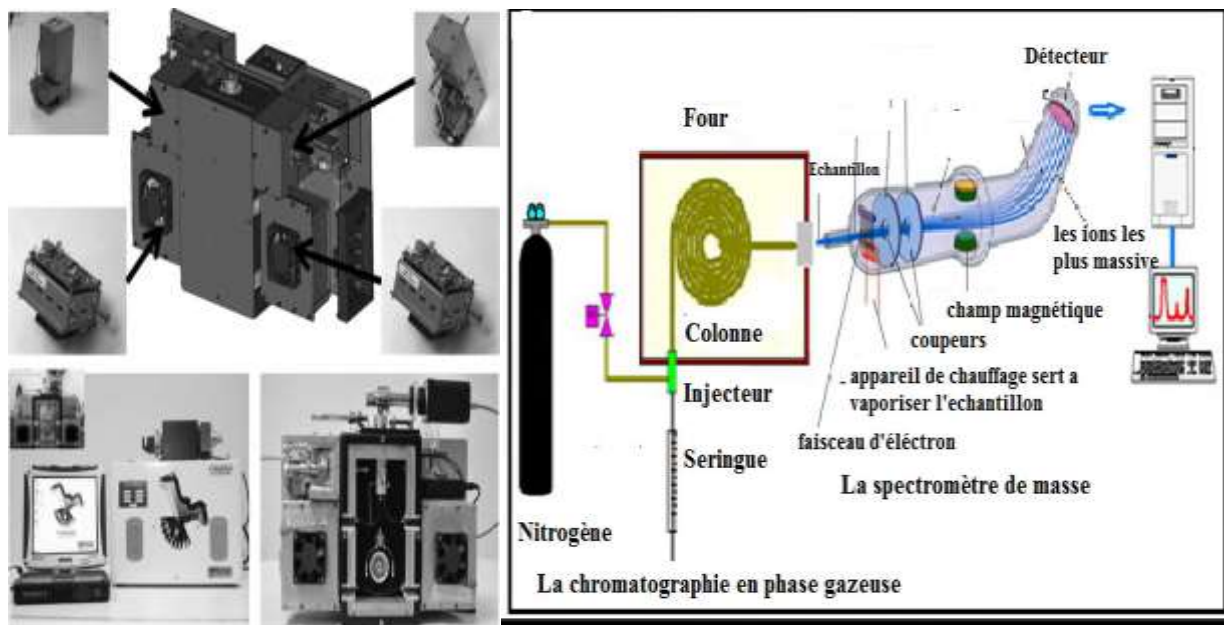 Détecteur
Four
Echantillon
les ions les
plus massive
champ magnétique
Colonne
coupeurs
appareil de chauffage sert a
vaporiser l'echantillon
Injecteur
faisceau d'éléctron
Seringue
La spectromètre de masse
Nitrogène
La chromatographie en phase gazeuse